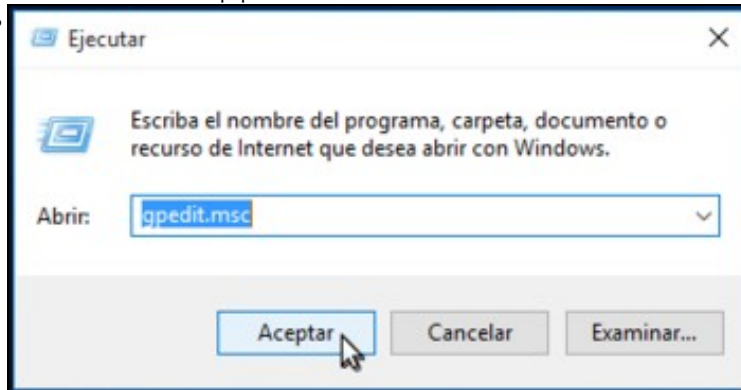 Ejecutar
Escriba el nombre del programa, carpeta, documento o
recurso de Internet que desea abrir con Windows.
Abrir:
gpedit.msc
Aceptar
Cancelar
Examinar...